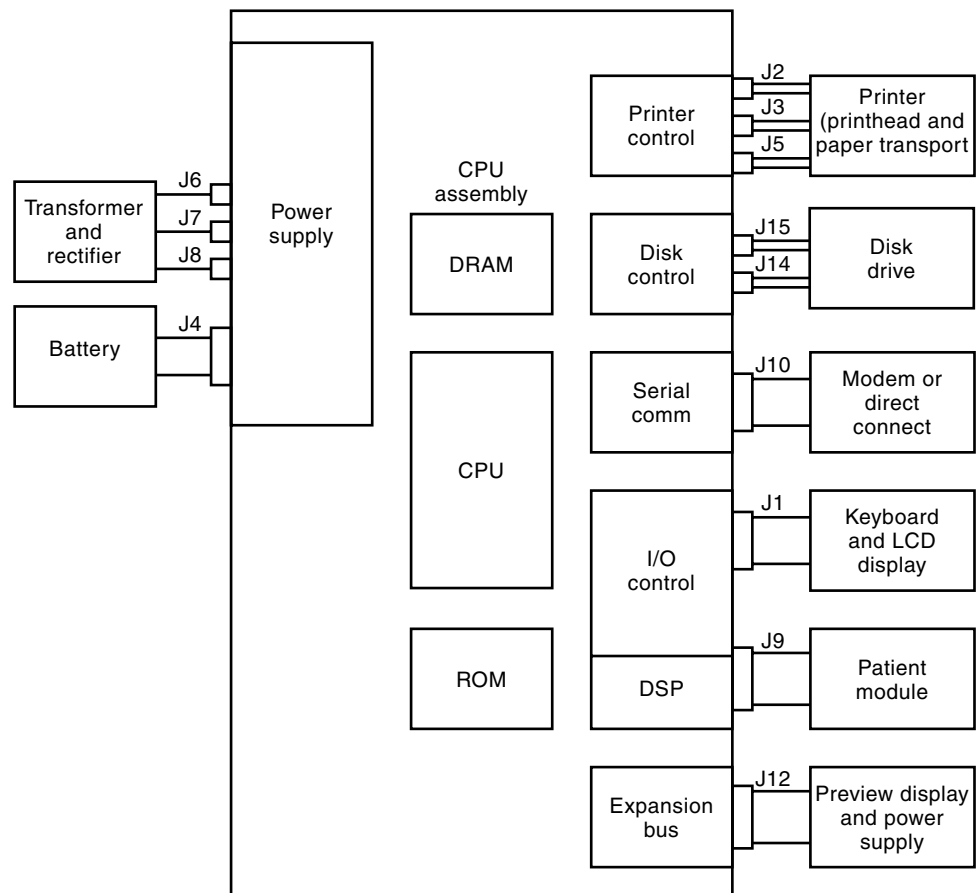 J2
Printer
(printhead and
paper transport
J3
J5
Printer
control
CPU
assembly
J6
J7
J8
Transformer
and
rectifier
Power
supply
DRAM
Disk
control
J15
J14
Disk
drive
J4
Battery
Serial
comm
J10
Modem or
direct
connect
CPU
I/O
control
J1
Keyboard
and LCD
display
ROM
DSP
J9
Patient
module
Expansion
bus
J12
Preview display
and power
supply